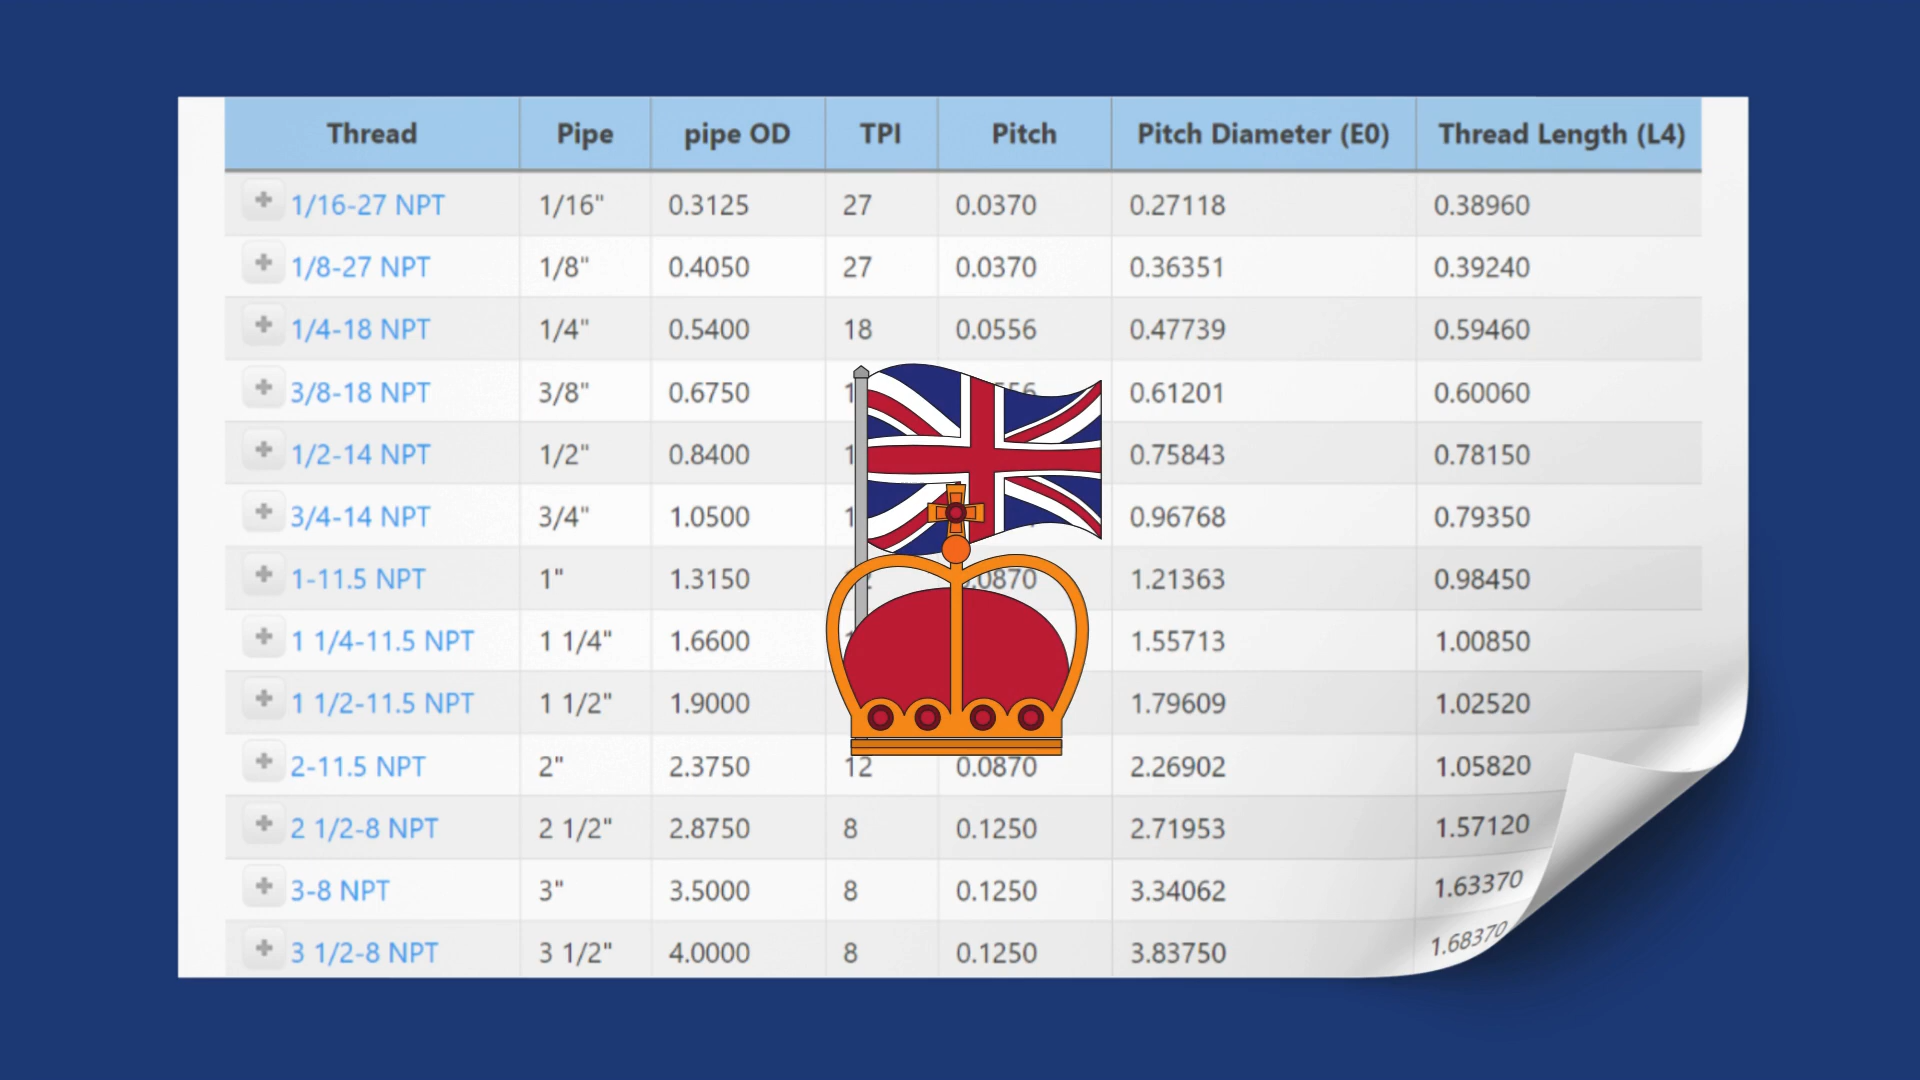 Thread Pipe pipe OD TPI Pitch Pitch Diameter (E0) Thread Length (L4)
1/16-27 NPT 1/16" 0.3125 27 0.0370 0.27118 0.38960
1/8-27 NPT 1/8" 0.4050 27 0.0370 0.36351 0.39240
1/4-18 NPT 1/4" 0.5400 18 0.0556 0.47739 0.59460
3/8-18 NPT 3/8" 0.6750 0.61201 0.60060
1/2-14 NPT 1/2" 0.8400 0.75843 0.78150
3/4-14 NPT 3/4" 1.0500 0.96768 0.79350
1-11.5 NPT 1" 1.3150 1.21363 0.98450
1 1/4-11.5 NPT 1 1/4" 1.6600 1.55713 1.00850
1 1/2-11.5 NPT 1 1/2" 1.9000 1.79609 1.02520
2-11.5 NPT 2" 2.3750 12 0.0870 2.26902 1.05820
2 1/2-8 NPT 2 1/2" 2.8750 8 0.1250 2.71953 1.57120
3-8 NPT 3" 3.5000 8 0.1250 3.34062 1.63370
3 1/2-8 NPT 3 1/2" 4.0000 8 0.1250 3.83750 1.68370